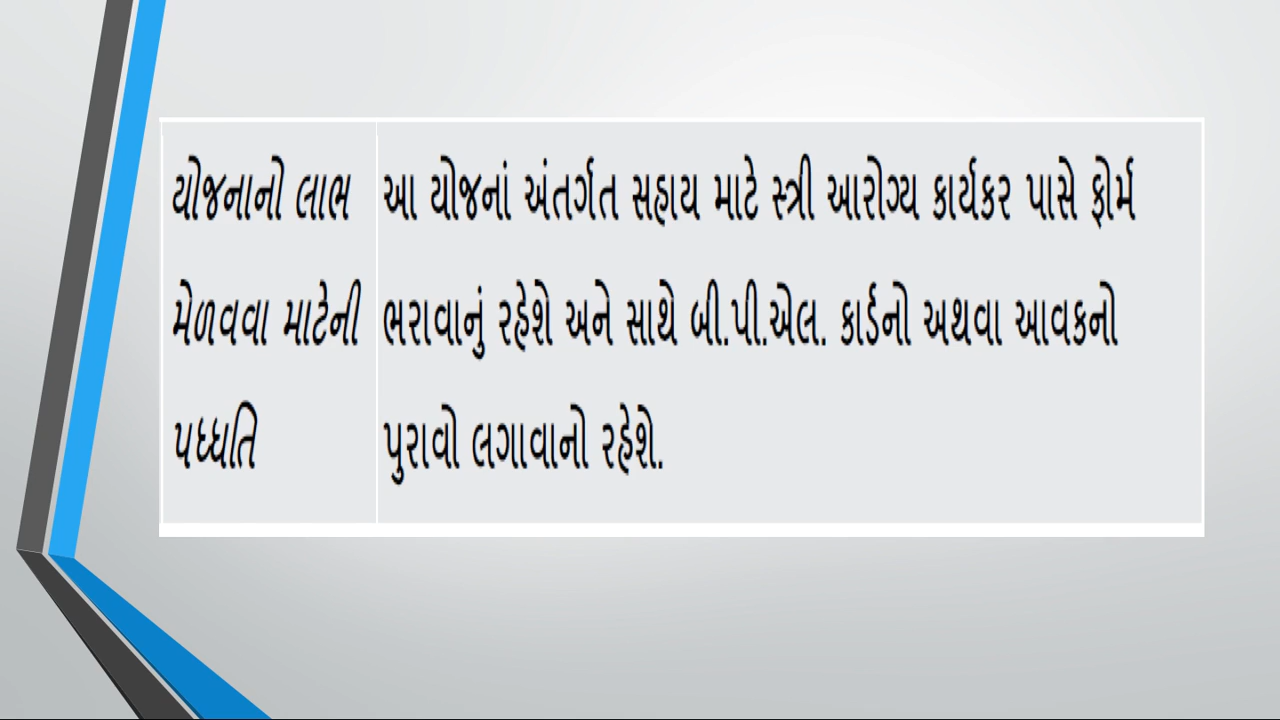 યોજનાનો લાભ
મેળવવા માટેની
પધ્ધતિ
આ યોજનાં અંતર્ગત સહાય માટે સ્ત્રી આરોગ્ય કાર્યકર પાસે ફોર્મ
ભરાવાનું રહેશે અને સાથે બી.પી.એલ. કાર્ડનો અથવા આવકનો
પુરાવો લગાવાનો રહેશે.